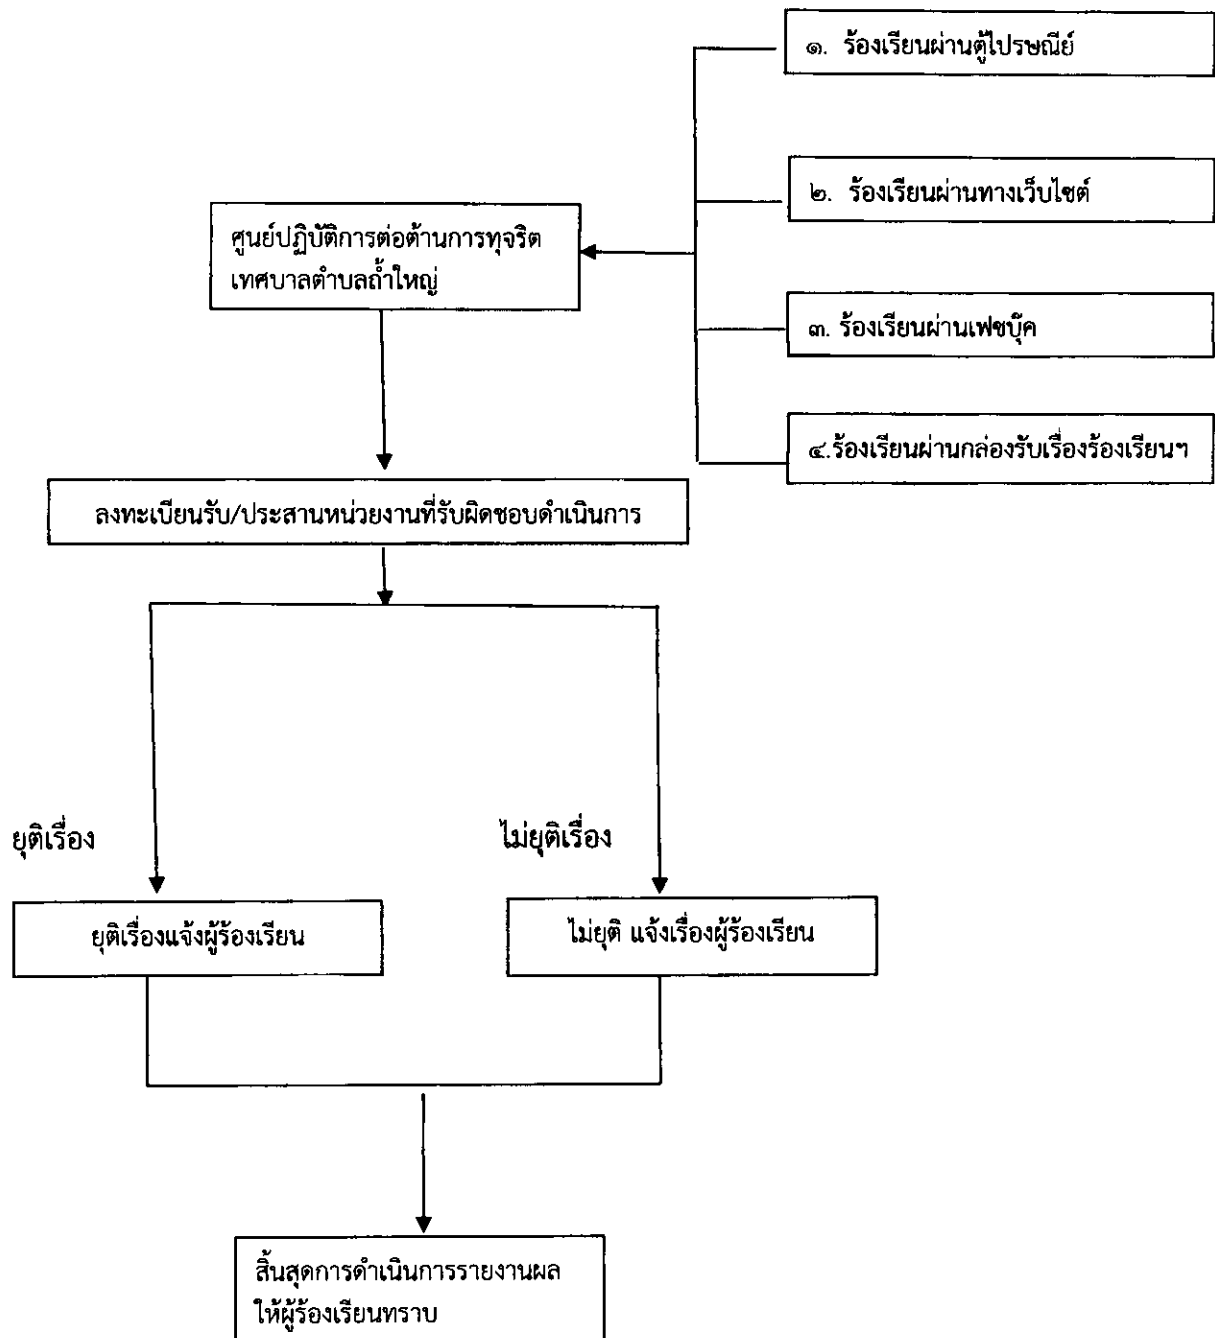 ๑. ร้องเรียนผ่านตู้ไปรษณีย์
๒. ร้องเรียนผ่านทางเว็บไซต์
ศูนย์ปฏิบัติการต่อต้านการทุจริต
เทศบาลตำบลถ้ำใหญ่
๓. ร้องเรียนผ่านเฟซบุ๊ค
๔.ร้องเรียนผ่านกล่องรับเรื่องร้องเรียนฯ
ลงทะเบียนรับ/ประสานหน่วยงานที่รับผิดชอบดำเนินการ
ยุติเรื่อง
ไม่ยุติเรื่อง
ยุติเรื่องแจ้งผู้ร้องเรียน
ไม่ยุติ แจ้งเรื่องผู้ร้องเรียน
สิ้นสุดการดำเนินการรายงานผล
ให้ผู้ร้องเรียนทราบ